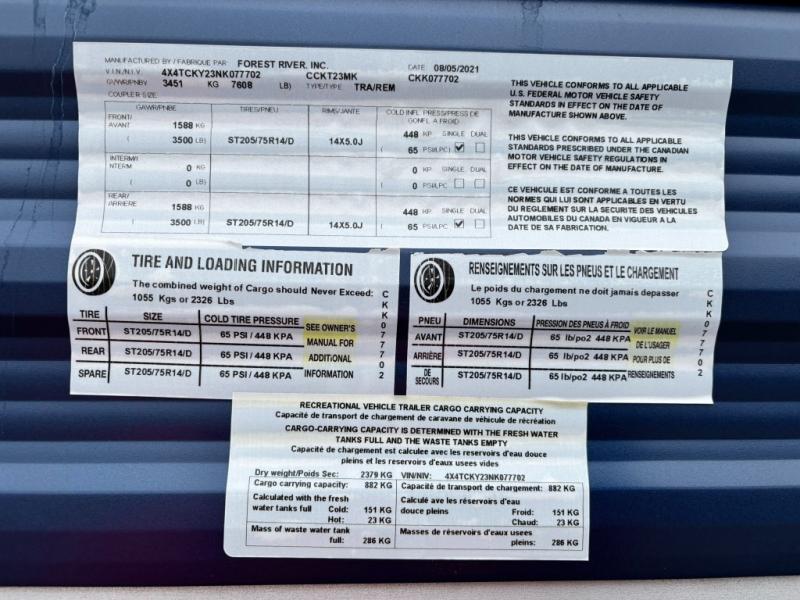 MANUFACTURED BY / FABRIQUE PAR FOREST RIVER, INC. DATE 08/05/2021
V.I.N./N.I.V. 4X4TCKY23NK077702 CCKT23MK CKK077702
GVWR/PNBV 3451 KG 7608 LB) TYPE/TYPE TRA/REM
COUPLER SIZE
GAWR/PNBE TIRES/PNEU RIMS/JANTE COLD INFL PRESS/PRESS DE GONFL A FROID
FRONT/ AVANT 1588 KG 448 KP SINGLE DUAL
( 3500 LB) ST205/75R14/D 14X5.0J ( 65 PSI/LPC)
INTERM/ NTERM 0 KG 0 KP SINGLE DUAL
( 0 LB) ( 0 PSI/LPC
REAR/ ARRIERE 1588 KG 448 KP SINGLE DUAL
( 3500 LB) ST205/75R14/D 14X5.0J ( 65 PSI/LPC
THIS VEHICLE CONFORMS TO ALL APPLICABLE
U.S. FEDERAL MOTOR VEHICLE SAFETY
STANDARDS IN EFFECT ON THE DATE OF
MANUFACTURE SHOWN ABOVE.
THIS VEHICLE CONFORMS TO ALL APPLICABLE
STANDARDS PRESCRIBED UNDER THE CANADIAN
MOTOR VEHICLE SAFETY REGULATIONS IN
EFFECT ON THE DATE OF MANUFACTURE.
CE VEHICULE EST CONFORME A TOUTES LES
NORMES QUI LUI SONT APPLICABLES EN VERTU
DU REGLEMENT SUR LA SECURITE DES VEHICULES
AUTOMOBILES DU CANADA EN VIGUEUR A LA
DATE DE SA FABRICATION.
TIRE AND LOADING INFORMATION
The combined weight of Cargo should Never Exceed:
1055 Kgs or 2326 Lbs
TIRE SIZE COLD TIRE PRESSURE
FRONT ST205/75R14/D 65 PSI / 448 KPA
REAR ST205/75R14/D 65 PSI / 448 KPA
SPARE ST205/75R14/D 65 PSI / 448 KPA
SEE OWNER'S
MANUAL FOR
ADDITIONAL
INFORMATION
CKK077702
RENSEIGNEMENTS SUR LES PNEUS ET LE CHARGEMENT
Le poids du chargement ne doit jamais depasser
1055 Kgs or 2326 Lbs
PNEU DIMENSIONS PRESSION DES PNEUS À FROID
AVANT ST205/75R14/D 65 lb/po2 448 KPA
ARRIÈRE ST205/75R14/D 65 lb/po2 448 KPA
DE SECOURS ST205/75R14/D 65 lb/po2 448 KPA
VOIR LE MANUEL
DE L'USAGER
POUR PLUS DE
RENSEIGNEMENTS
CKK077702
RECREATIONAL VEHICLE TRAILER CARGO CARRYING CAPACITY
Capacité de transport de chargement de caravane de véhicule de récréation
CARGO-CARRYING CAPACITY IS DETERMINED WITH THE FRESH WATER
TANKS FULL AND THE WASTE TANKS EMPTY
Capacité de chargement est calculee avec les reservoirs d'eau douce
pleins et les reservoirs d'eaux usees vides
Dry weight/Poids Sec: 2379 KG VIN/NIV: 4X4TCKY23NK077702
Cargo carrying capacity: 882 KG Capacité de transport de chargement: 882 KG
Calculated with the fresh Calculé ave les réservoirs d'eau
water tanks full Cold: 151 KG douce pleins Froid: 151 KG
Hot: 23 KG Chaud: 23 KG
Mass of waste water tank Masses de réservoirs d'eaux usees
full: 286 KG pleins: 286 KG